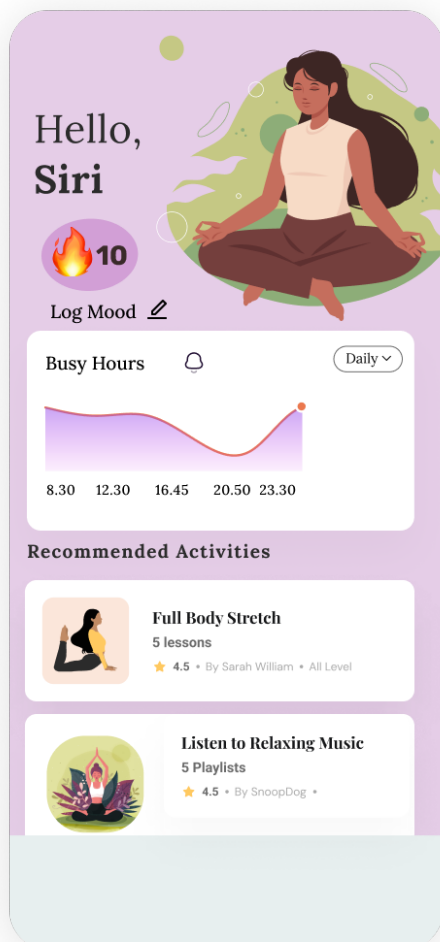 Hello,
Siri
🔥10
Log Mood
Busy Hours
Daily
8.30 12.30 16.45 20.50 23.30
Recommended Activities
Full Body Stretch
5 lessons
4.5 • By Sarah William • All Level
Listen to Relaxing Music
5 Playlists
4.5 • By SnoopDog •